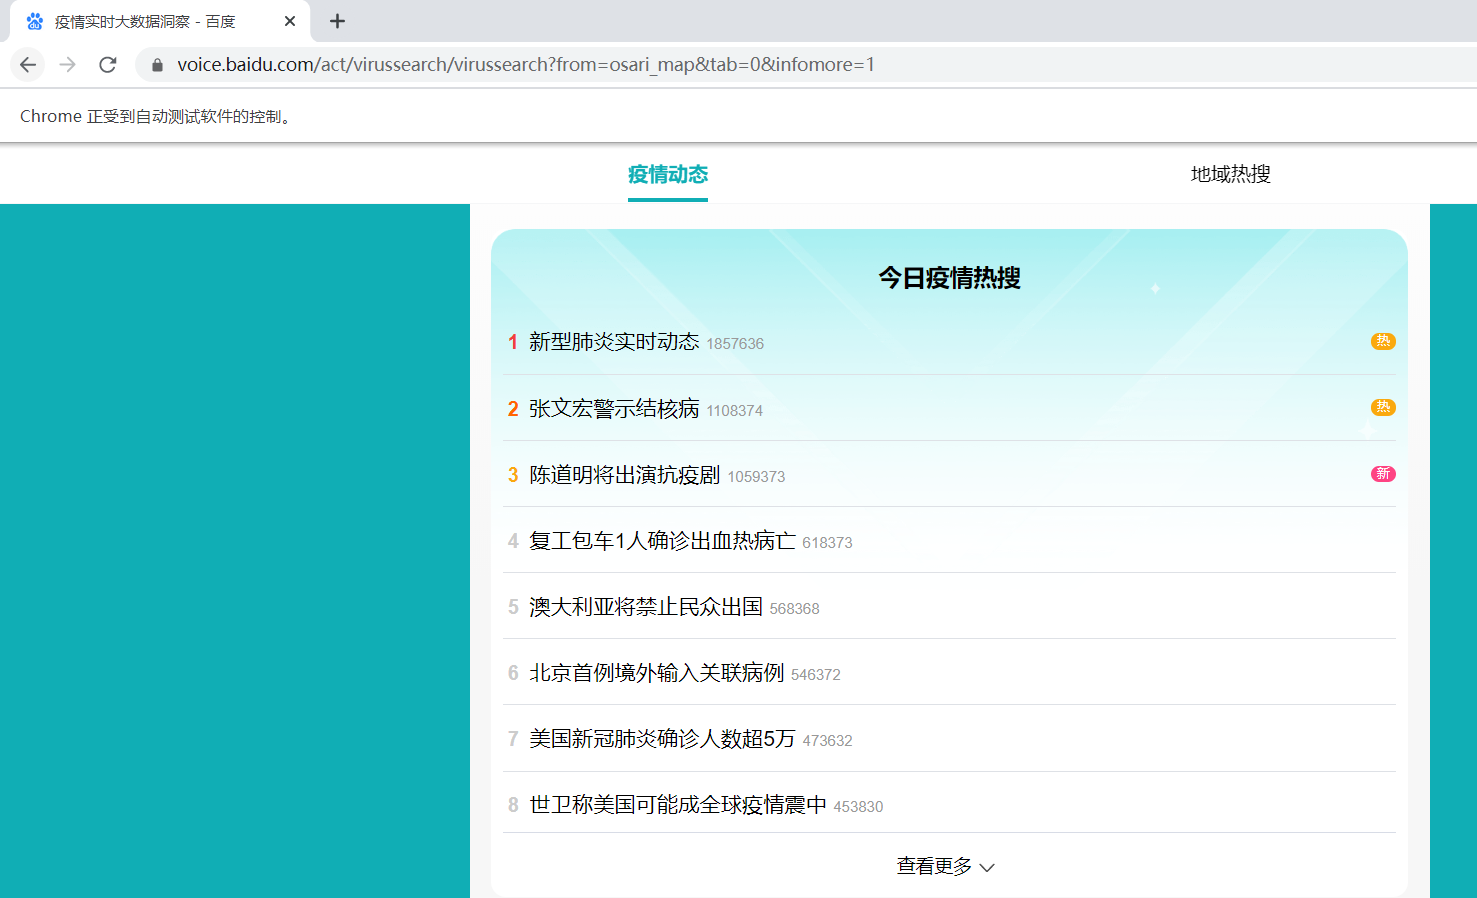 疫情实时大数据洞察 - 百度
voice.baidu.com/act/virussearch/virussearch?from=osari_map&tab=0&infomore=1
Chrome 正受到自动测试软件的控制。
疫情动态 地域热搜
今日疫情热搜
1 新型肺炎实时动态 1857636 热
2 张文宏警示结核病 1108374 热
3 陈道明将出演抗疫剧 1059373 新
4 复工包车1人确诊出血热病亡 618373
5 澳大利亚将禁止民众出国 568368
6 北京首例境外输入关联病例 546372
7 美国新冠肺炎确诊人数超5万 473632
8 世卫称美国可能成全球疫情震中 453830
查看更多